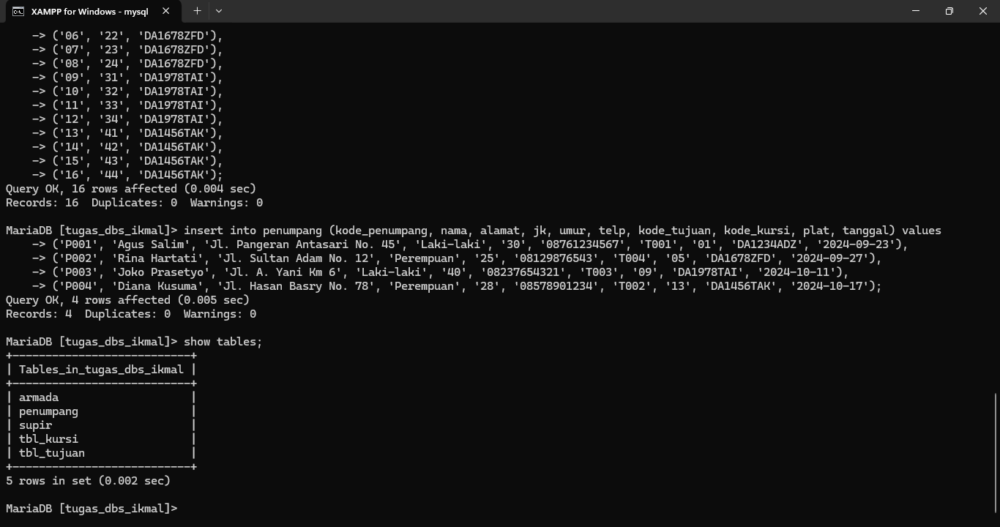 XAMPP for Windows - mysql
-> ('06', '22', 'DA1678ZFD'),
-> ('07', '23', 'DA1678ZFD'),
-> ('08', '24', 'DA1678ZFD'),
-> ('09', '31', 'DA1978TAI'),
-> ('10', '32', 'DA1978TAI'),
-> ('11', '33', 'DA1978TAI'),
-> ('12', '34', 'DA1978TAI'),
-> ('13', '41', 'DA1456TAK'),
-> ('14', '42', 'DA1456TAK'),
-> ('15', '43', 'DA1456TAK'),
-> ('16', '44', 'DA1456TAK');
Query OK, 16 rows affected (0.004 sec)
Records: 16  Duplicates: 0  Warnings: 0
MariaDB [tugas_dbs_ikmal]> insert into penumpang (kode_penumpang, nama, alamat, jk, umur, telp, kode_tujuan, kode_kursi, plat, tanggal) values
-> ('P001', 'Agus Salim', 'Jl. Pangeran Antasari No. 45', 'Laki-laki', '30', '08761234567', 'T001', '01', 'DA1234ADZ', '2024-09-23'),
-> ('P002', 'Rina Hartati', 'Jl. Sultan Adam No. 12', 'Perempuan', '25', '08129876543', 'T004', '05', 'DA1678ZFD', '2024-09-27'),
-> ('P003', 'Joko Prasetyo', 'Jl. A. Yani Km 6', 'Laki-laki', '40', '08237654321', 'T003', '09', 'DA1978TAI', '2024-10-11'),
-> ('P004', 'Diana Kusuma', 'Jl. Hasan Basry No. 78', 'Perempuan', '28', '08578901234', 'T002', '13', 'DA1456TAK', '2024-10-17');
Query OK, 4 rows affected (0.005 sec)
Records: 4  Duplicates: 0  Warnings: 0
MariaDB [tugas_dbs_ikmal]> show tables;
+---------------------------+
| Tables_in_tugas_dbs_ikmal |
+---------------------------+
| armada                    |
| penumpang                 |
| supir                     |
| tbl_kursi                 |
| tbl_tujuan                |
+---------------------------+
5 rows in set (0.002 sec)
MariaDB [tugas_dbs_ikmal]>